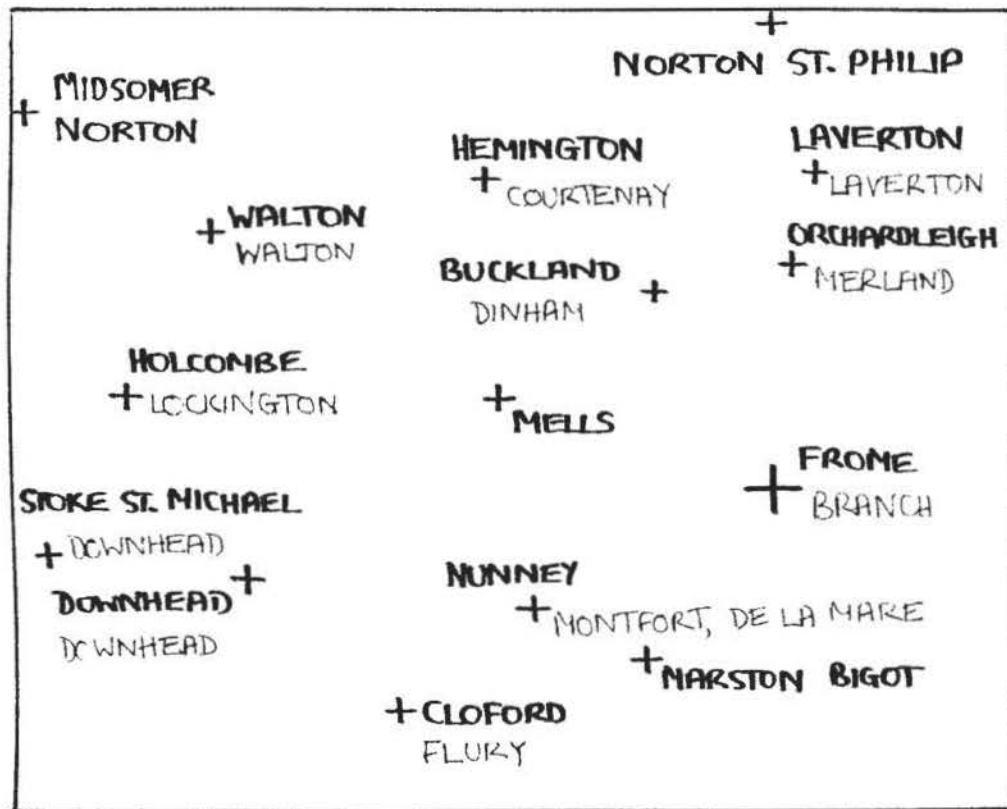 NORTON ST. PHILIP
MIDSOMER
NORTON
HEMINGTON
COURTENAY
LAVERTON
LAVERTON
WALTON
WALTON
ORCHARDLEIGH
MERLAND
BUCKLAND
DINHAM
HOLCOMBE
LOCKINGTON
MELLS
FROME
BRANCH
STOKE ST. MICHAEL
DOWNHEAD
DOWNHEAD
DOWNHEAD
NUNNEY
MONTFORT, DE LA MARE
MARSTON BIGOT
CLOFORD
FLURY